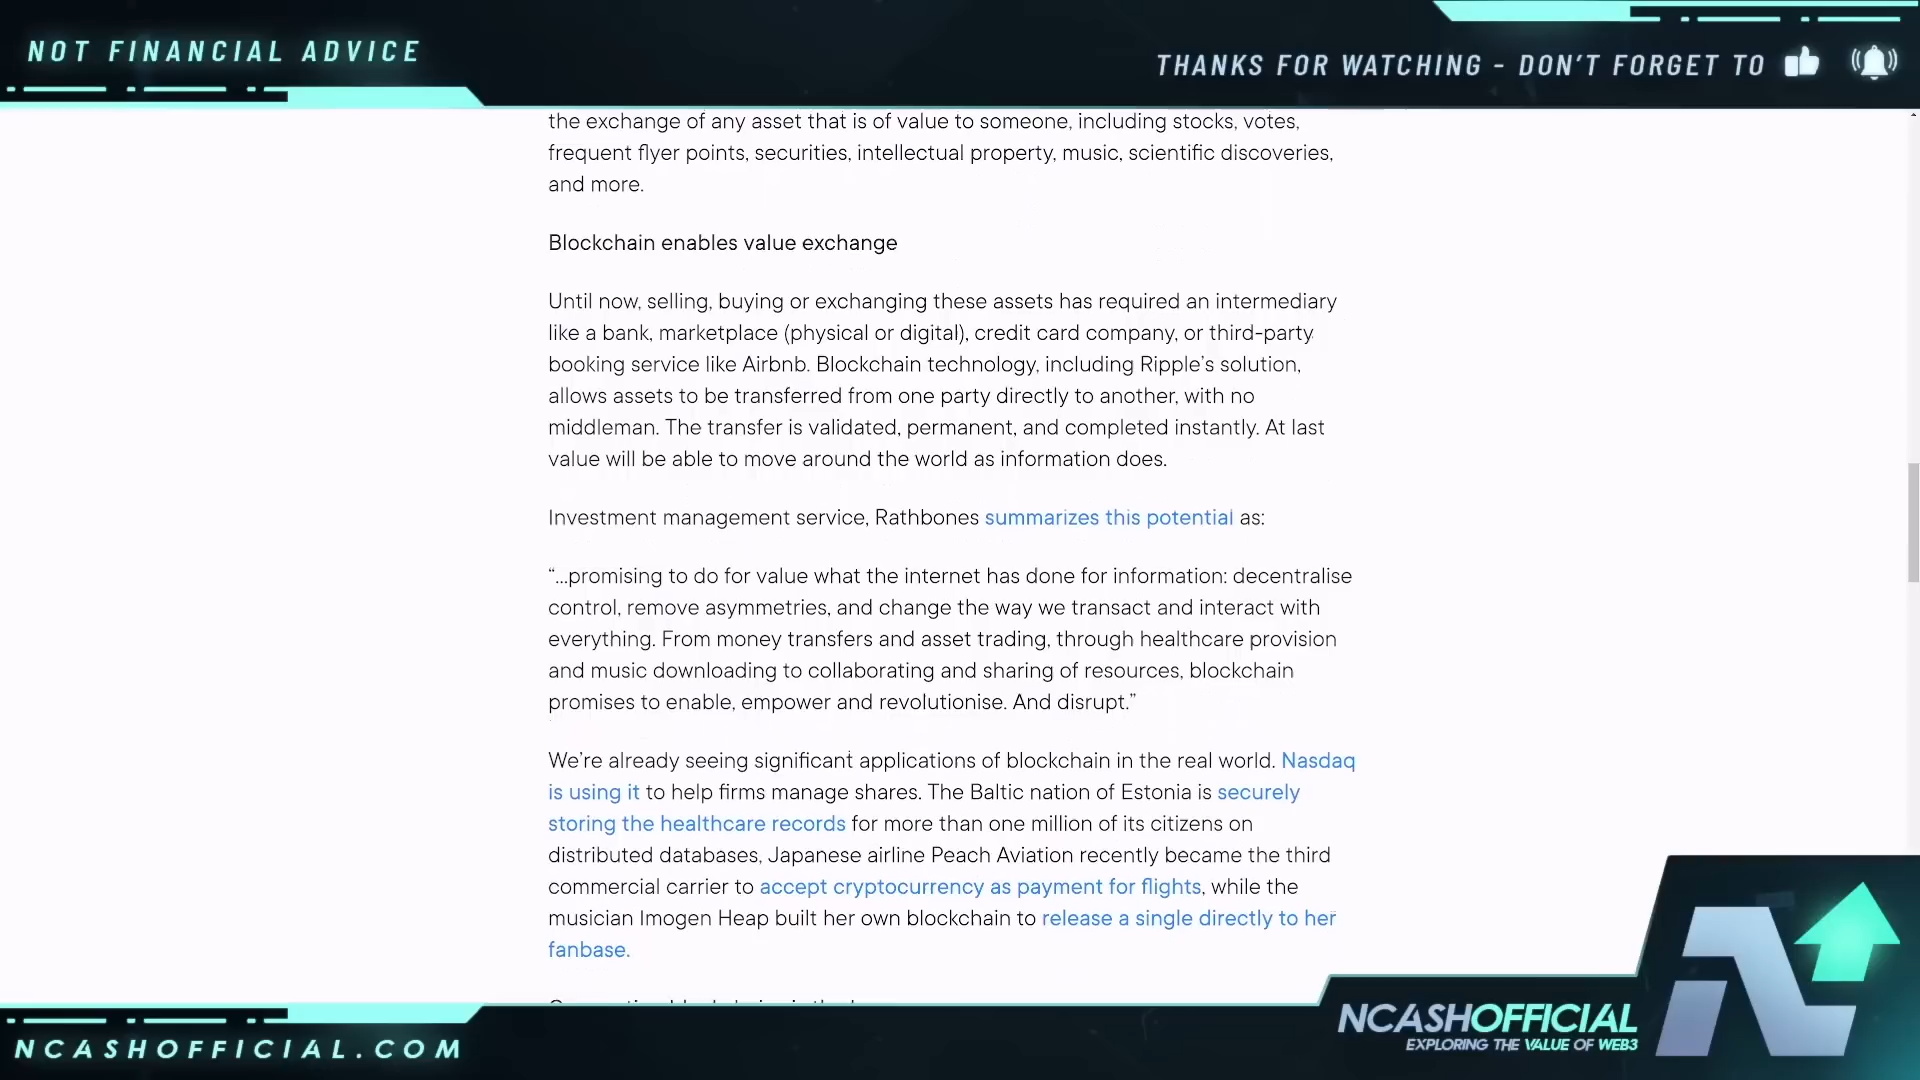 NOT FINANCIAL ADVICE
THANKS FOR WATCHING - DON'T FORGET TO
the exchange of any asset that is of value to someone, including stocks, votes,
frequent flyer points, securities, intellectual property, music, scientific discoveries,
and more.
Blockchain enables value exchange
Until now, selling, buying or exchanging these assets has required an intermediary
like a bank, marketplace (physical or digital), credit card company, or third-party
booking service like Airbnb. Blockchain technology, including Ripple’s solution,
allows assets to be transferred from one party directly to another, with no
middleman. The transfer is validated, permanent, and completed instantly. At last
value will be able to move around the world as information does.
Investment management service, Rathbones summarizes this potential as:
“…promising to do for value what the internet has done for information: decentralise
control, remove asymmetries, and change the way we transact and interact with
everything. From money transfers and asset trading, through healthcare provision
and music downloading to collaborating and sharing of resources, blockchain
promises to enable, empower and revolutionise. And disrupt.”
We’re already seeing significant applications of blockchain in the real world. Nasdaq
is using it to help firms manage shares. The Baltic nation of Estonia is securely
storing the healthcare records for more than one million of its citizens on
distributed databases, Japanese airline Peach Aviation recently became the third
commercial carrier to accept cryptocurrency as payment for flights, while the
musician Imogen Heap built her own blockchain to release a single directly to her
fanbase.
NCASHOFFICIAL
EXPLORING THE VALUE OF WEB3
NCASHOFFICIAL.COM